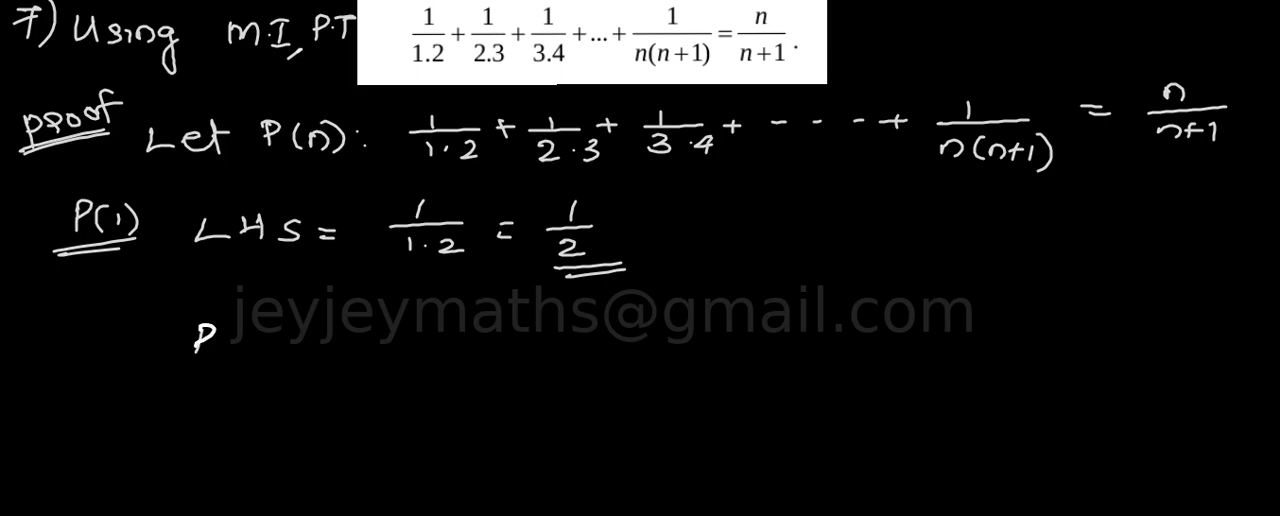 7) Using M.I, P.T 1/1.2 + 1/2.3 + 1/3.4 + ... + 1/n(n+1) = n/n+1 .
proof Let P(n): 1/1.2 + 1/2.3 + 1/3.4 + - - - - + 1/n(n+1) = n/n+1
P(1) LHS = 1/1.2 = 1/2
jeyjeymaths@gmail.com
P